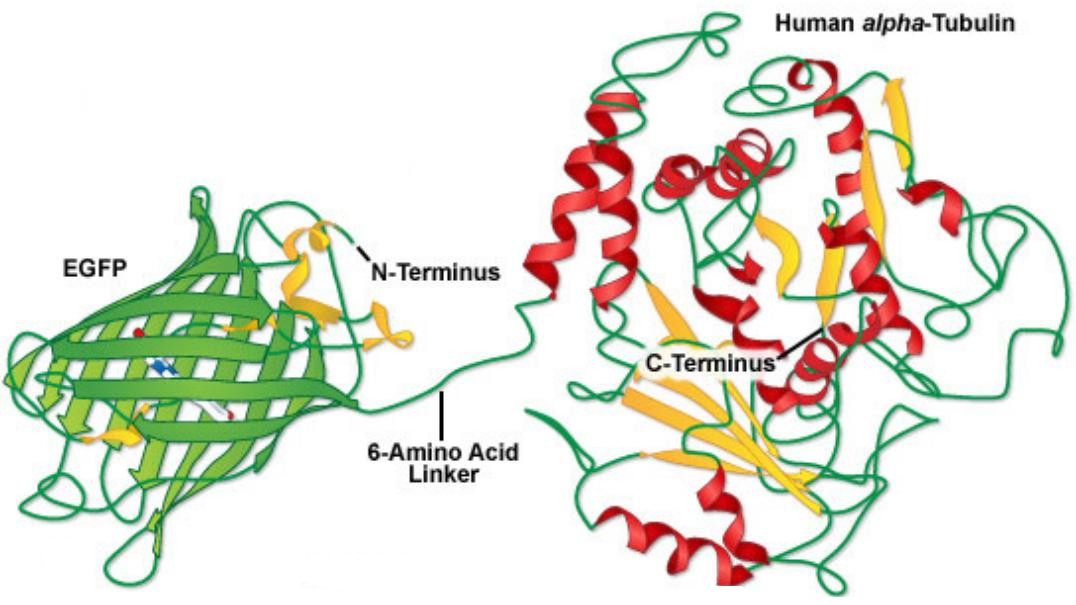 Human alpha-Tubulin
EGFP
N-Terminus
C-Terminus
6-Amino Acid
Linker